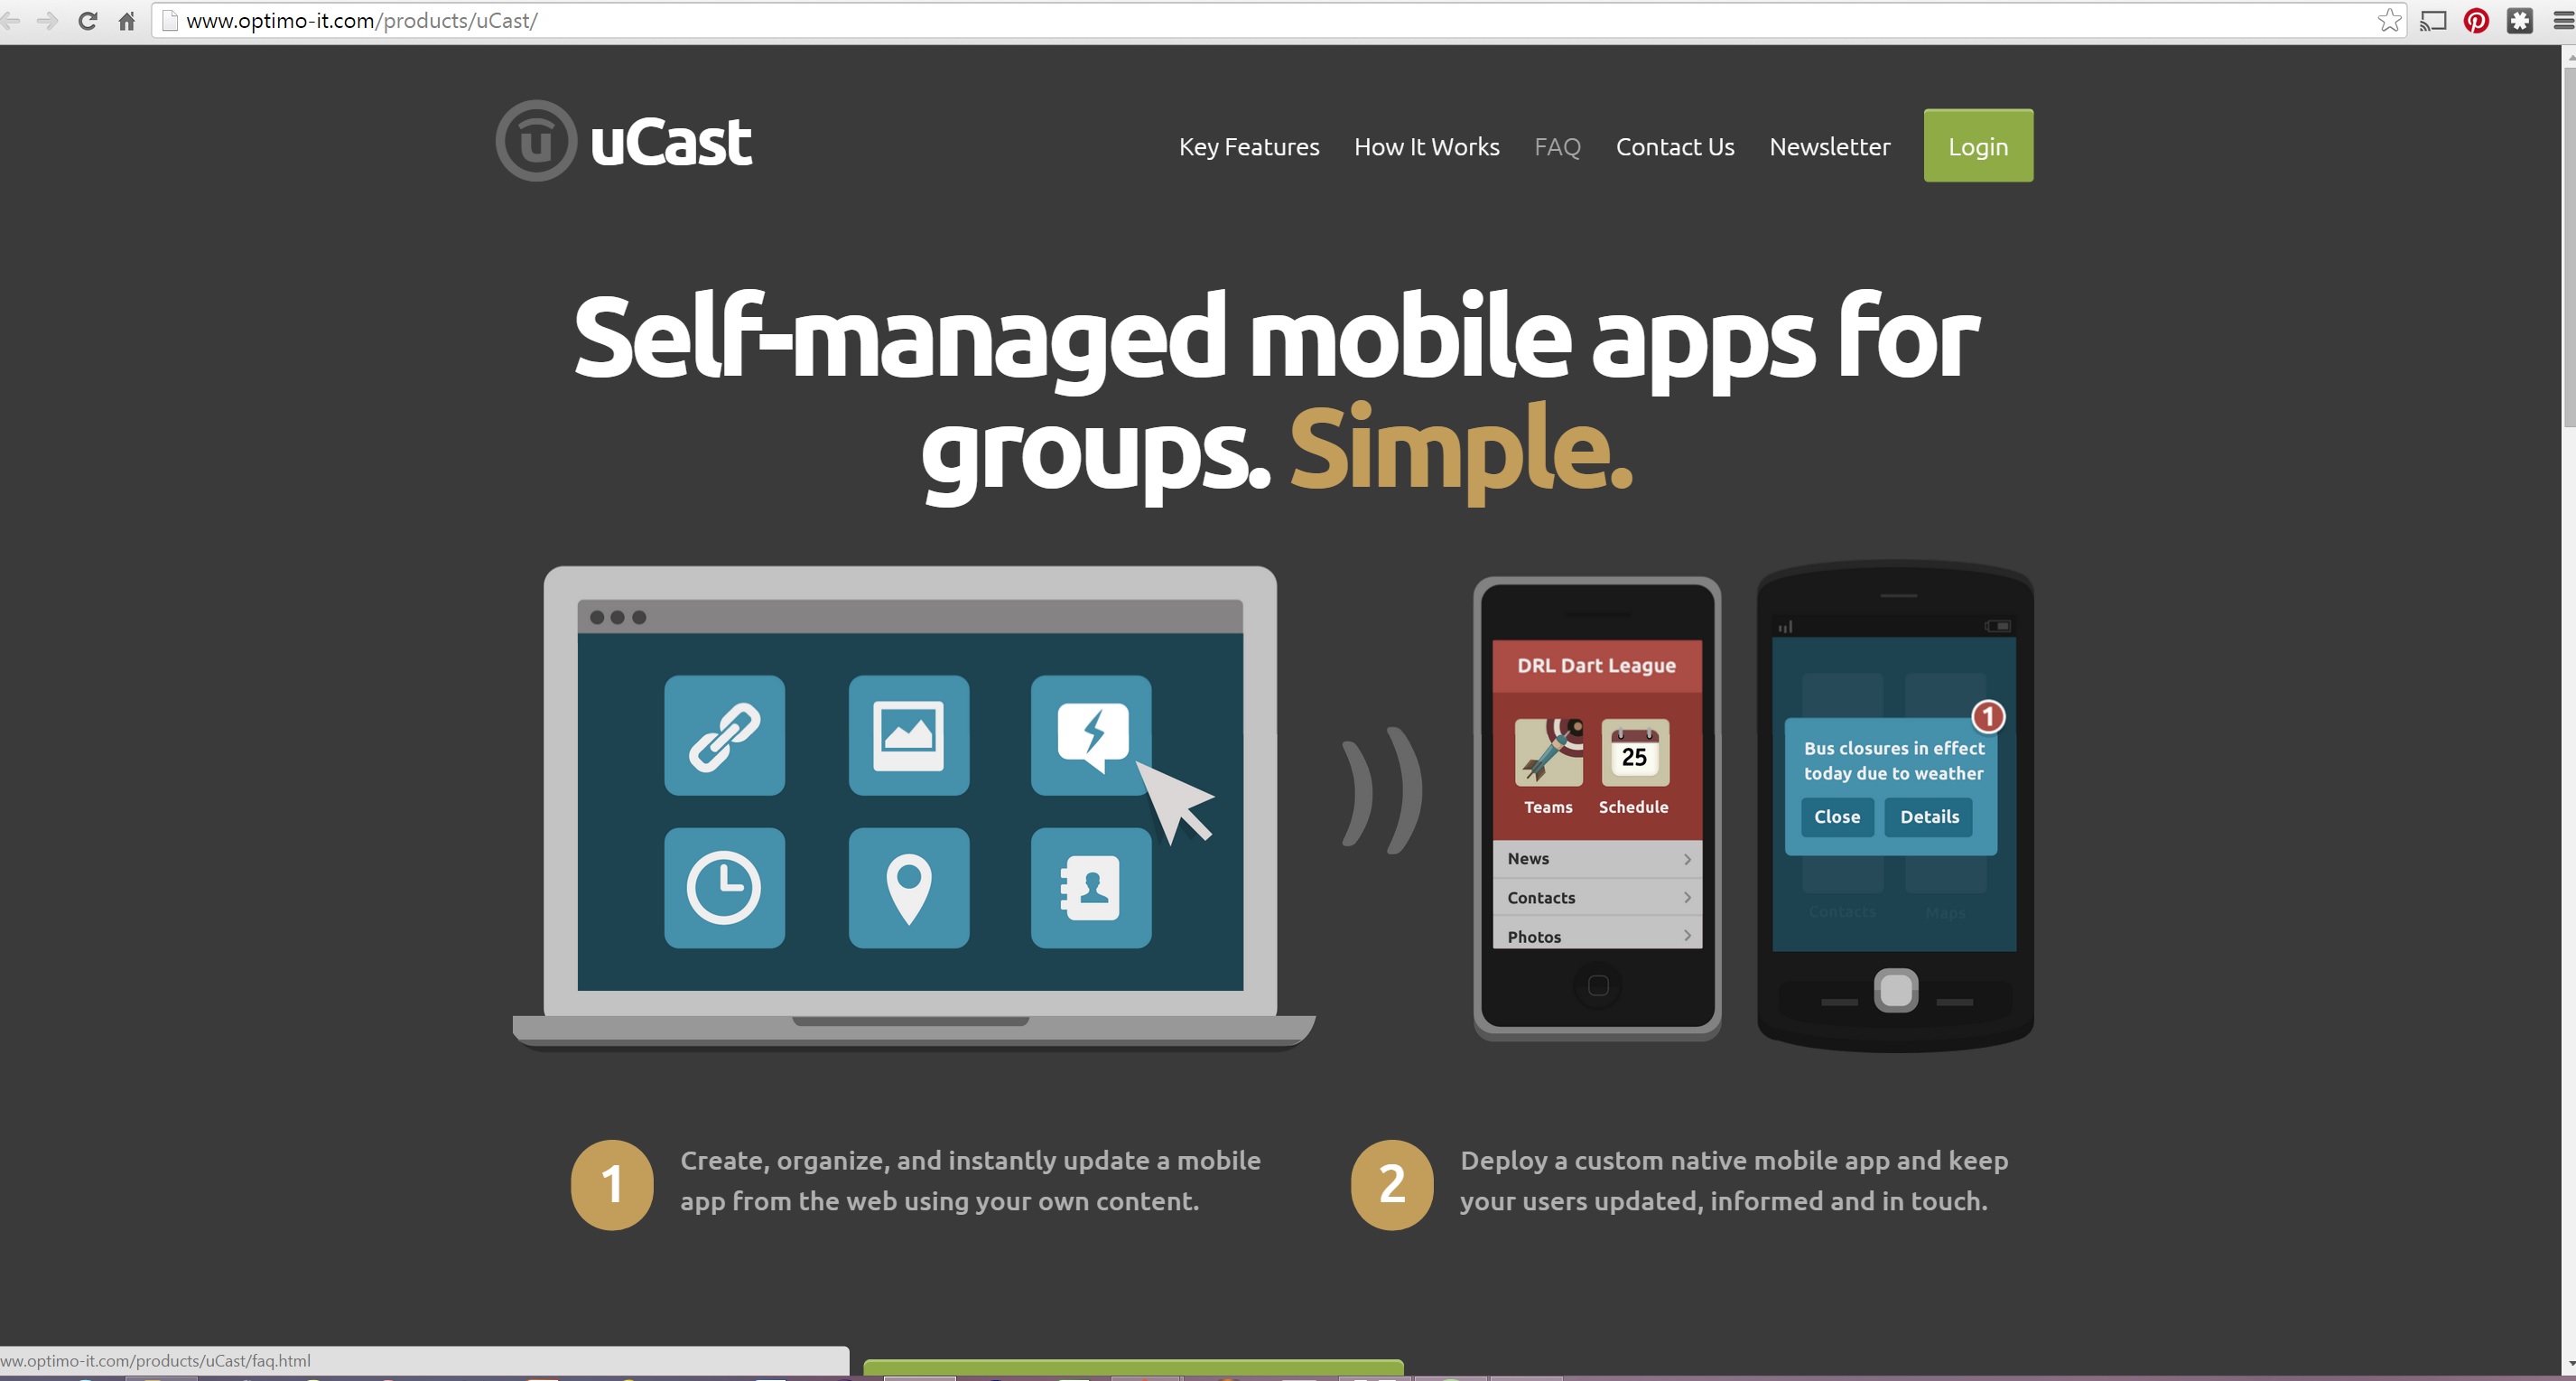 www.optimo-it.com/products/uCast/
u uCast
Key Features How It Works FAQ Contact Us Newsletter Login
Self-managed mobile apps for
groups. Simple.
DRL Dart League
25
Teams Schedule
News
Contacts
Photos
1
Bus closures in effect
today due to weather
Close Details
Contacts Maps
1 Create, organize, and instantly update a mobile
app from the web using your own content.
2 Deploy a custom native mobile app and keep
your users updated, informed and in touch.
ww.optimo-it.com/products/uCast/faq.html